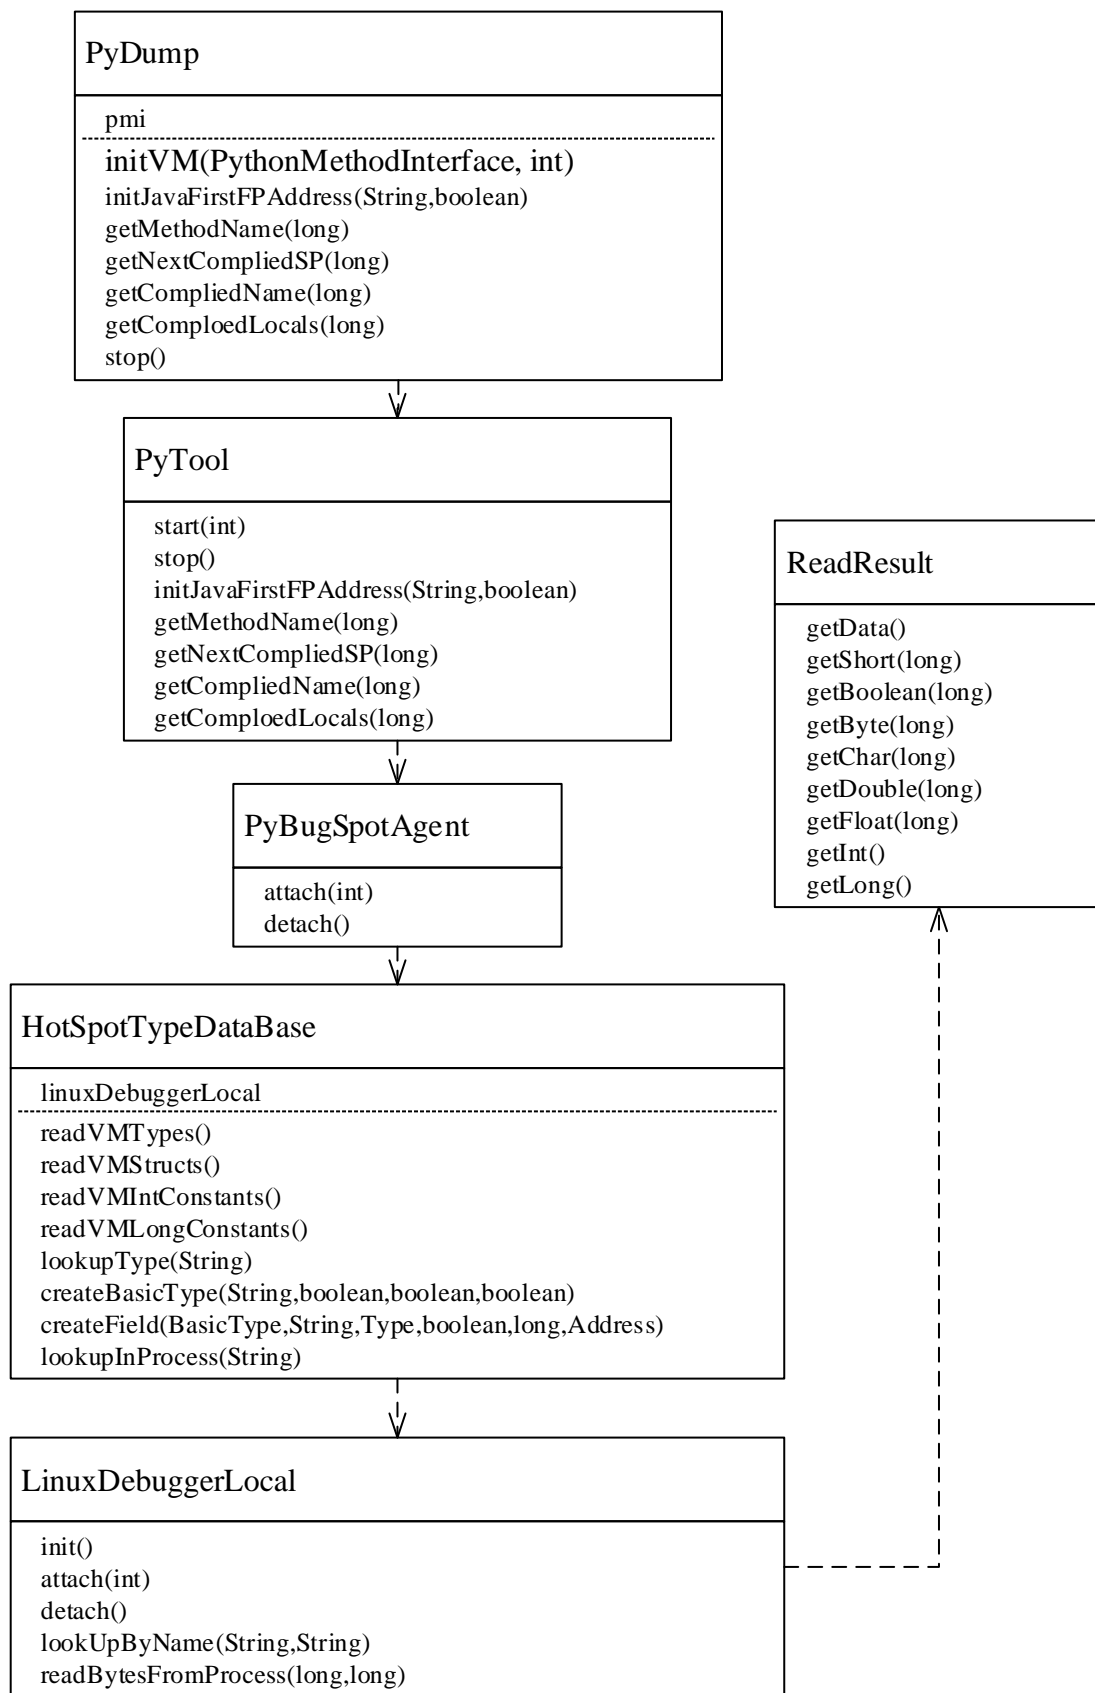 PyDump
pmi
initVM(PythonMethodInterface, int)
initJavaFirstFPAddress(String,boolean)
getMethodName(long)
getNextCompliedSP(long)
getCompliedName(long)
getComploedLocals(long)
stop()
PyTool
start(int)
stop()
initJavaFirstFPAddress(String,boolean)
getMethodName(long)
getNextCompliedSP(long)
getCompliedName(long)
getComploedLocals(long)
ReadResult
getData()
getShort(long)
getBoolean(long)
getByte(long)
getChar(long)
getDouble(long)
getFloat(long)
getInt()
getLong()
PyBugSpotAgent
attach(int)
detach()
HotSpotTypeDataBase
linuxDebuggerLocal
readVMTypes()
readVMStructs()
readVMIntConstants()
readVMLongConstants()
lookupType(String)
createBasicType(String,boolean,boolean,boolean)
createField(BasicType,String,Type,boolean,long,Address)
lookupInProcess(String)
LinuxDebuggerLocal
init()
attach(int)
detach()
lookUpByName(String,String)
readBytesFromProcess(long,long)